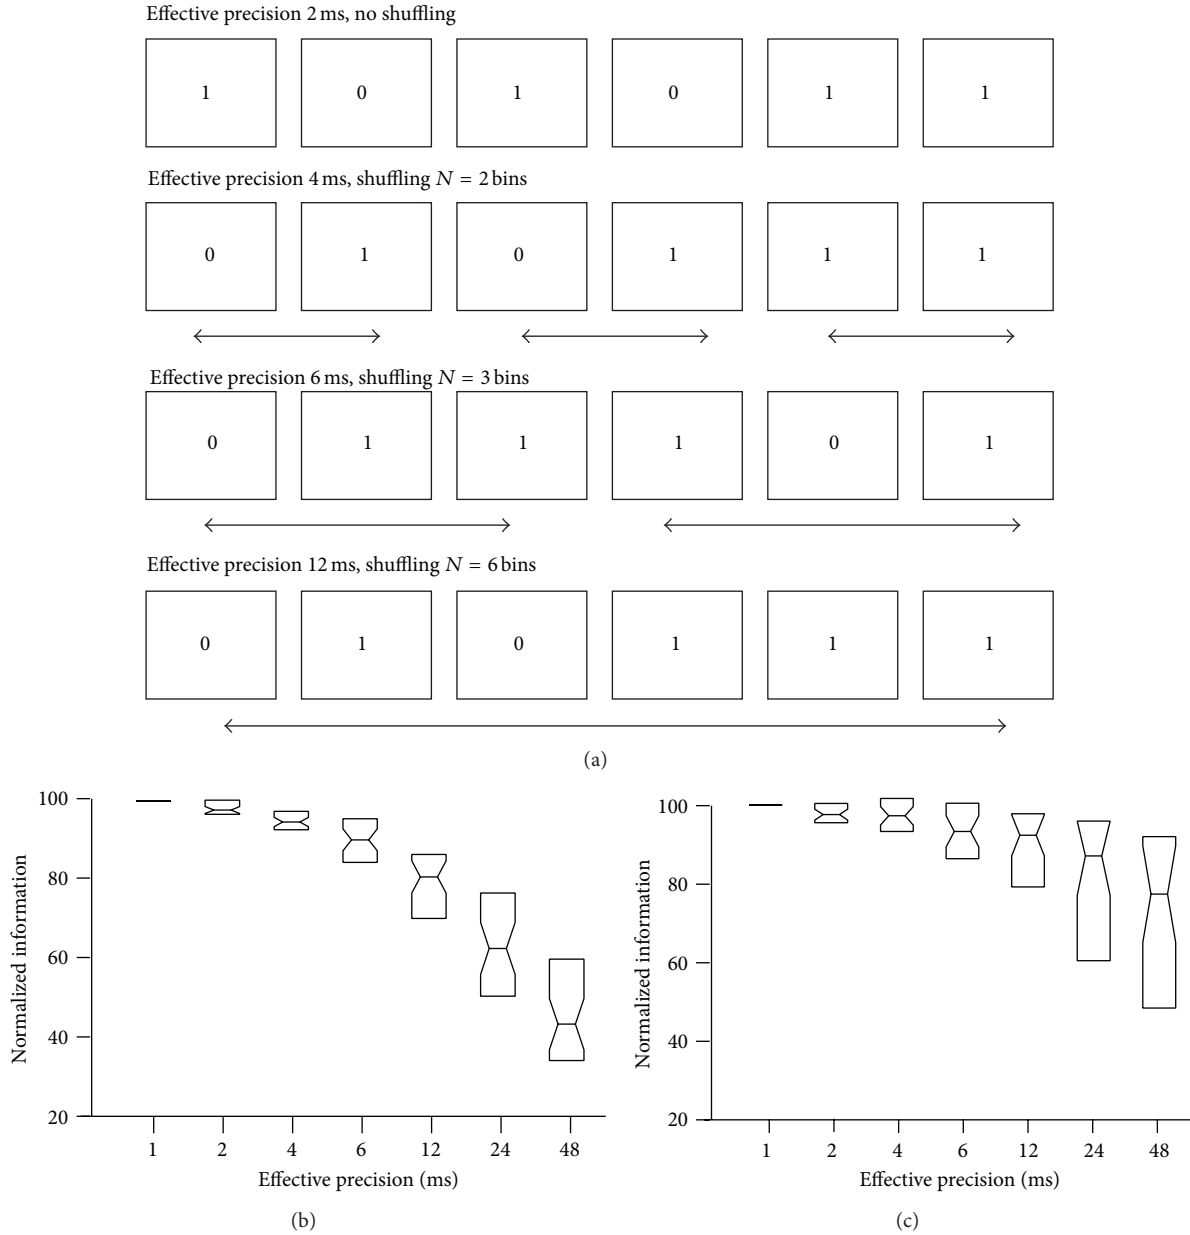 Effective precision 2 ms, no shuffling
1 0 1 0 1 1
Effective precision 4 ms, shuffling N = 2 bins
0 1 0 1 1 1
Effective precision 6 ms, shuffling N = 3 bins
0 1 1 1 0 1
Effective precision 12 ms, shuffling N = 6 bins
0 1 0 1 1 1
(a)
Normalized information
100
80
60
40
20
1 2 4 6 12 24 48
Effective precision (ms)
(b)
Normalized information
100
80
60
40
20
1 2 4 6 12 24 48
Effective precision (ms)
(c)